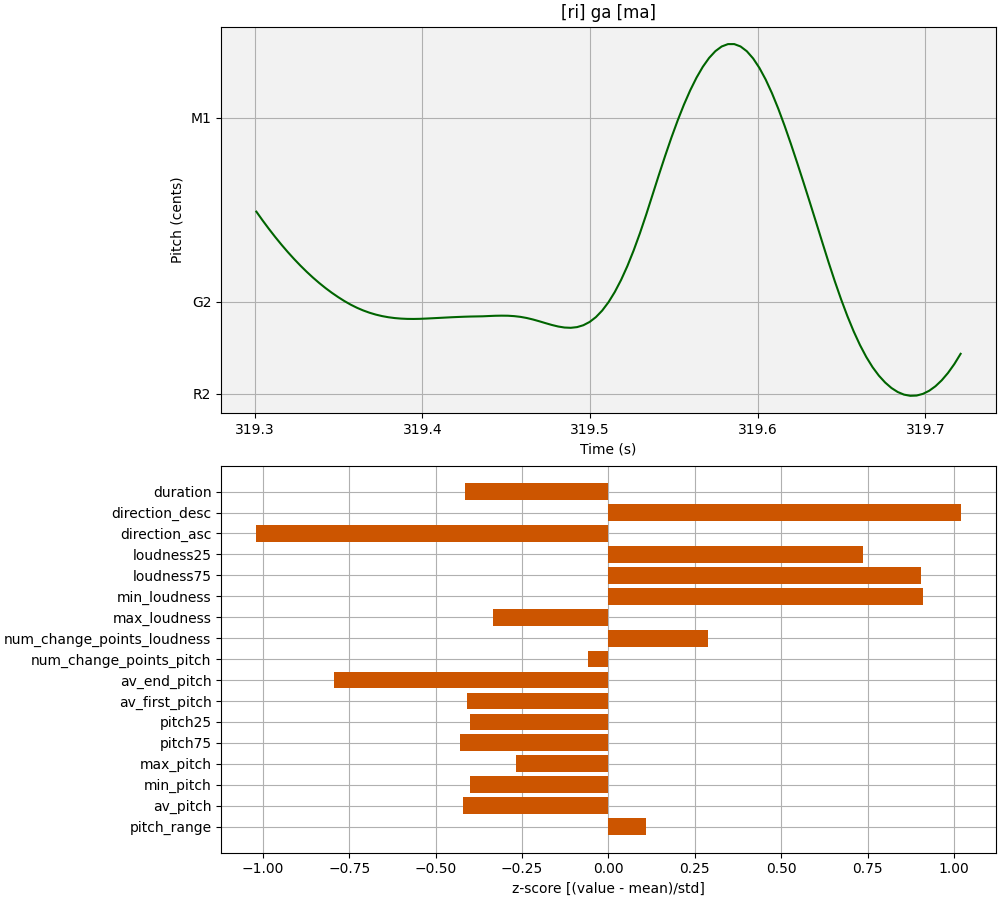 [ri] ga [ma]
Pitch (cents)
M1
G2
R2
319.3 319.4 319.5 319.6 319.7
Time (s)
duration
direction_desc
direction_asc
loudness25
loudness75
min_loudness
max_loudness
num_change_points_loudness
num_change_points_pitch
av_end_pitch
av_first_pitch
pitch25
pitch75
max_pitch
min_pitch
av_pitch
pitch_range
−1.00 −0.75 −0.50 −0.25 0.00 0.25 0.50 0.75 1.00
z-score [(value - mean)/std]